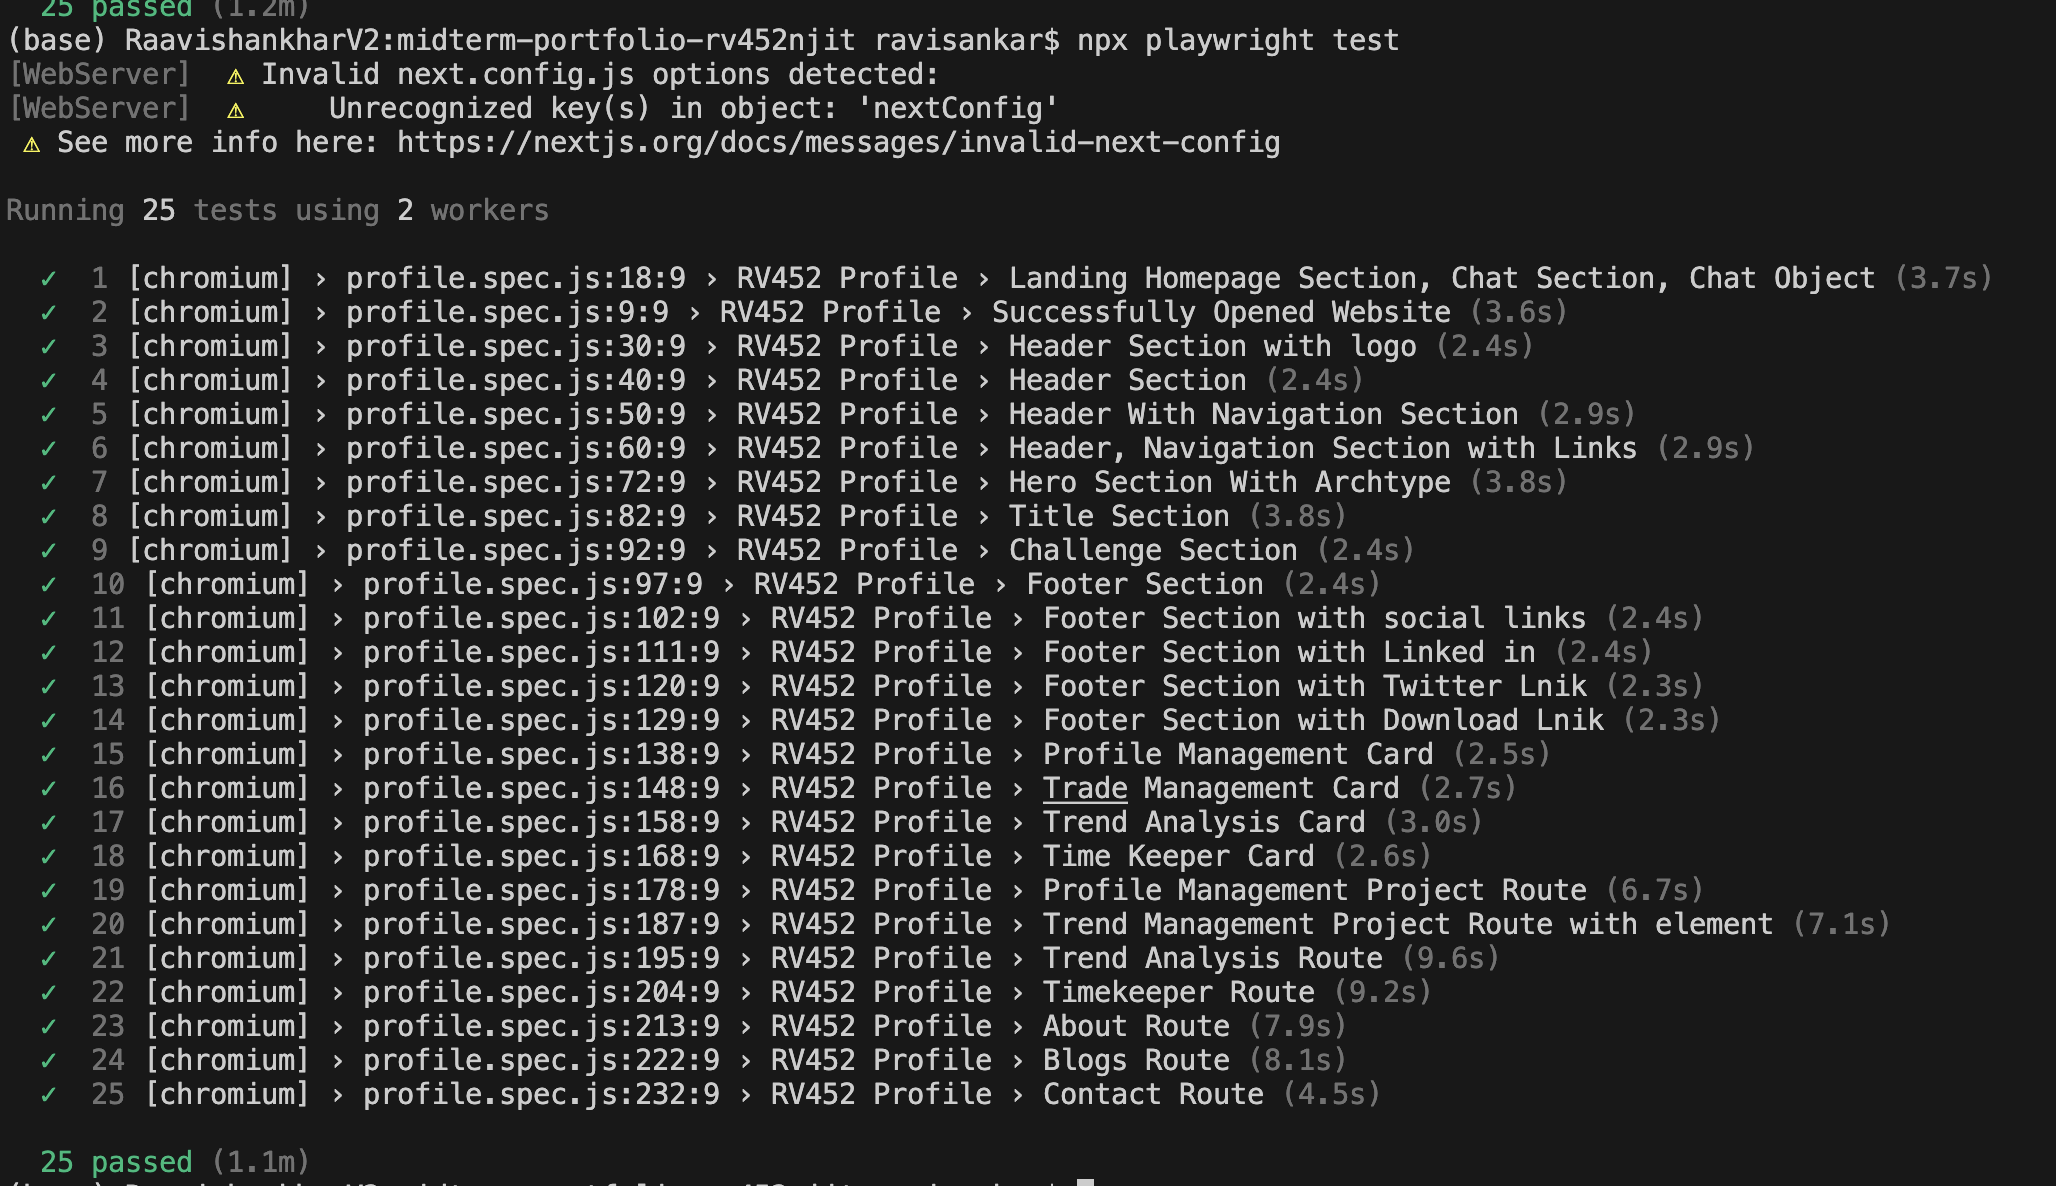 25 passed (1.2m)
(base) RaavishankharV2:midterm-portfolio-rv452njit ravisankar$ npx playwright test
[WebServer]  ⚠ Invalid next.config.js options detected:
[WebServer]  ⚠     Unrecognized key(s) in object: 'nextConfig'
⚠ See more info here: https://nextjs.org/docs/messages/invalid-next-config
Running 25 tests using 2 workers
✓  1 [chromium] › profile.spec.js:18:9 › RV452 Profile › Landing Homepage Section, Chat Section, Chat Object (3.7s)
✓  2 [chromium] › profile.spec.js:9:9 › RV452 Profile › Successfully Opened Website (3.6s)
✓  3 [chromium] › profile.spec.js:30:9 › RV452 Profile › Header Section with logo (2.4s)
✓  4 [chromium] › profile.spec.js:40:9 › RV452 Profile › Header Section (2.4s)
✓  5 [chromium] › profile.spec.js:50:9 › RV452 Profile › Header With Navigation Section (2.9s)
✓  6 [chromium] › profile.spec.js:60:9 › RV452 Profile › Header, Navigation Section with Links (2.9s)
✓  7 [chromium] › profile.spec.js:72:9 › RV452 Profile › Hero Section With Archtype (3.8s)
✓  8 [chromium] › profile.spec.js:82:9 › RV452 Profile › Title Section (3.8s)
✓  9 [chromium] › profile.spec.js:92:9 › RV452 Profile › Challenge Section (2.4s)
✓  10 [chromium] › profile.spec.js:97:9 › RV452 Profile › Footer Section (2.4s)
✓  11 [chromium] › profile.spec.js:102:9 › RV452 Profile › Footer Section with social links (2.4s)
✓  12 [chromium] › profile.spec.js:111:9 › RV452 Profile › Footer Section with Linked in (2.4s)
✓  13 [chromium] › profile.spec.js:120:9 › RV452 Profile › Footer Section with Twitter Lnik (2.3s)
✓  14 [chromium] › profile.spec.js:129:9 › RV452 Profile › Footer Section with Download Lnik (2.3s)
✓  15 [chromium] › profile.spec.js:138:9 › RV452 Profile › Profile Management Card (2.5s)
✓  16 [chromium] › profile.spec.js:148:9 › RV452 Profile › Trade Management Card (2.7s)
✓  17 [chromium] › profile.spec.js:158:9 › RV452 Profile › Trend Analysis Card (3.0s)
✓  18 [chromium] › profile.spec.js:168:9 › RV452 Profile › Time Keeper Card (2.6s)
✓  19 [chromium] › profile.spec.js:178:9 › RV452 Profile › Profile Management Project Route (6.7s)
✓  20 [chromium] › profile.spec.js:187:9 › RV452 Profile › Trend Management Project Route with element (7.1s)
✓  21 [chromium] › profile.spec.js:195:9 › RV452 Profile › Trend Analysis Route (9.6s)
✓  22 [chromium] › profile.spec.js:204:9 › RV452 Profile › Timekeeper Route (9.2s)
✓  23 [chromium] › profile.spec.js:213:9 › RV452 Profile › About Route (7.9s)
✓  24 [chromium] › profile.spec.js:222:9 › RV452 Profile › Blogs Route (8.1s)
✓  25 [chromium] › profile.spec.js:232:9 › RV452 Profile › Contact Route (4.5s)
25 passed (1.1m)